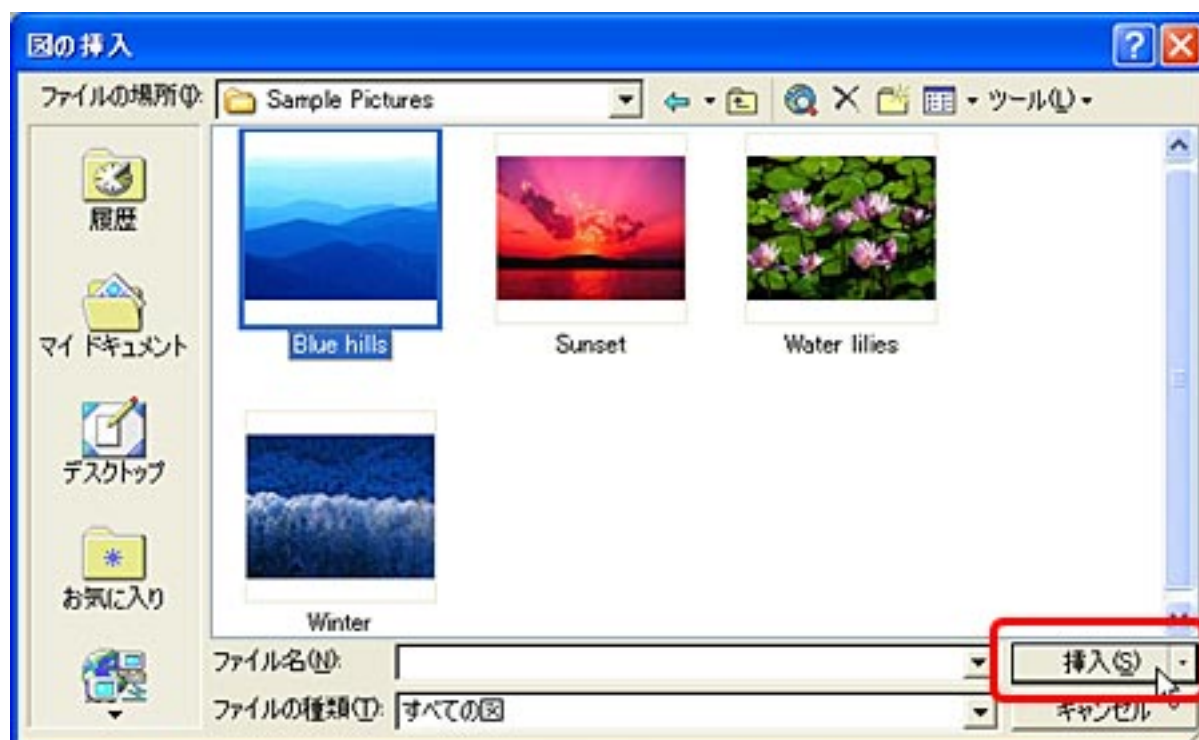 図の挿入
ファイルの場所(I):
Sample Pictures
ツール(L)
履歴
マイ ドキュメント
デスクトップ
お気に入り
Blue hills
Sunset
Water lilies
Winter
ファイル名(N):
挿入(S)
ファイルの種類(T):
すべての図
キャンセル